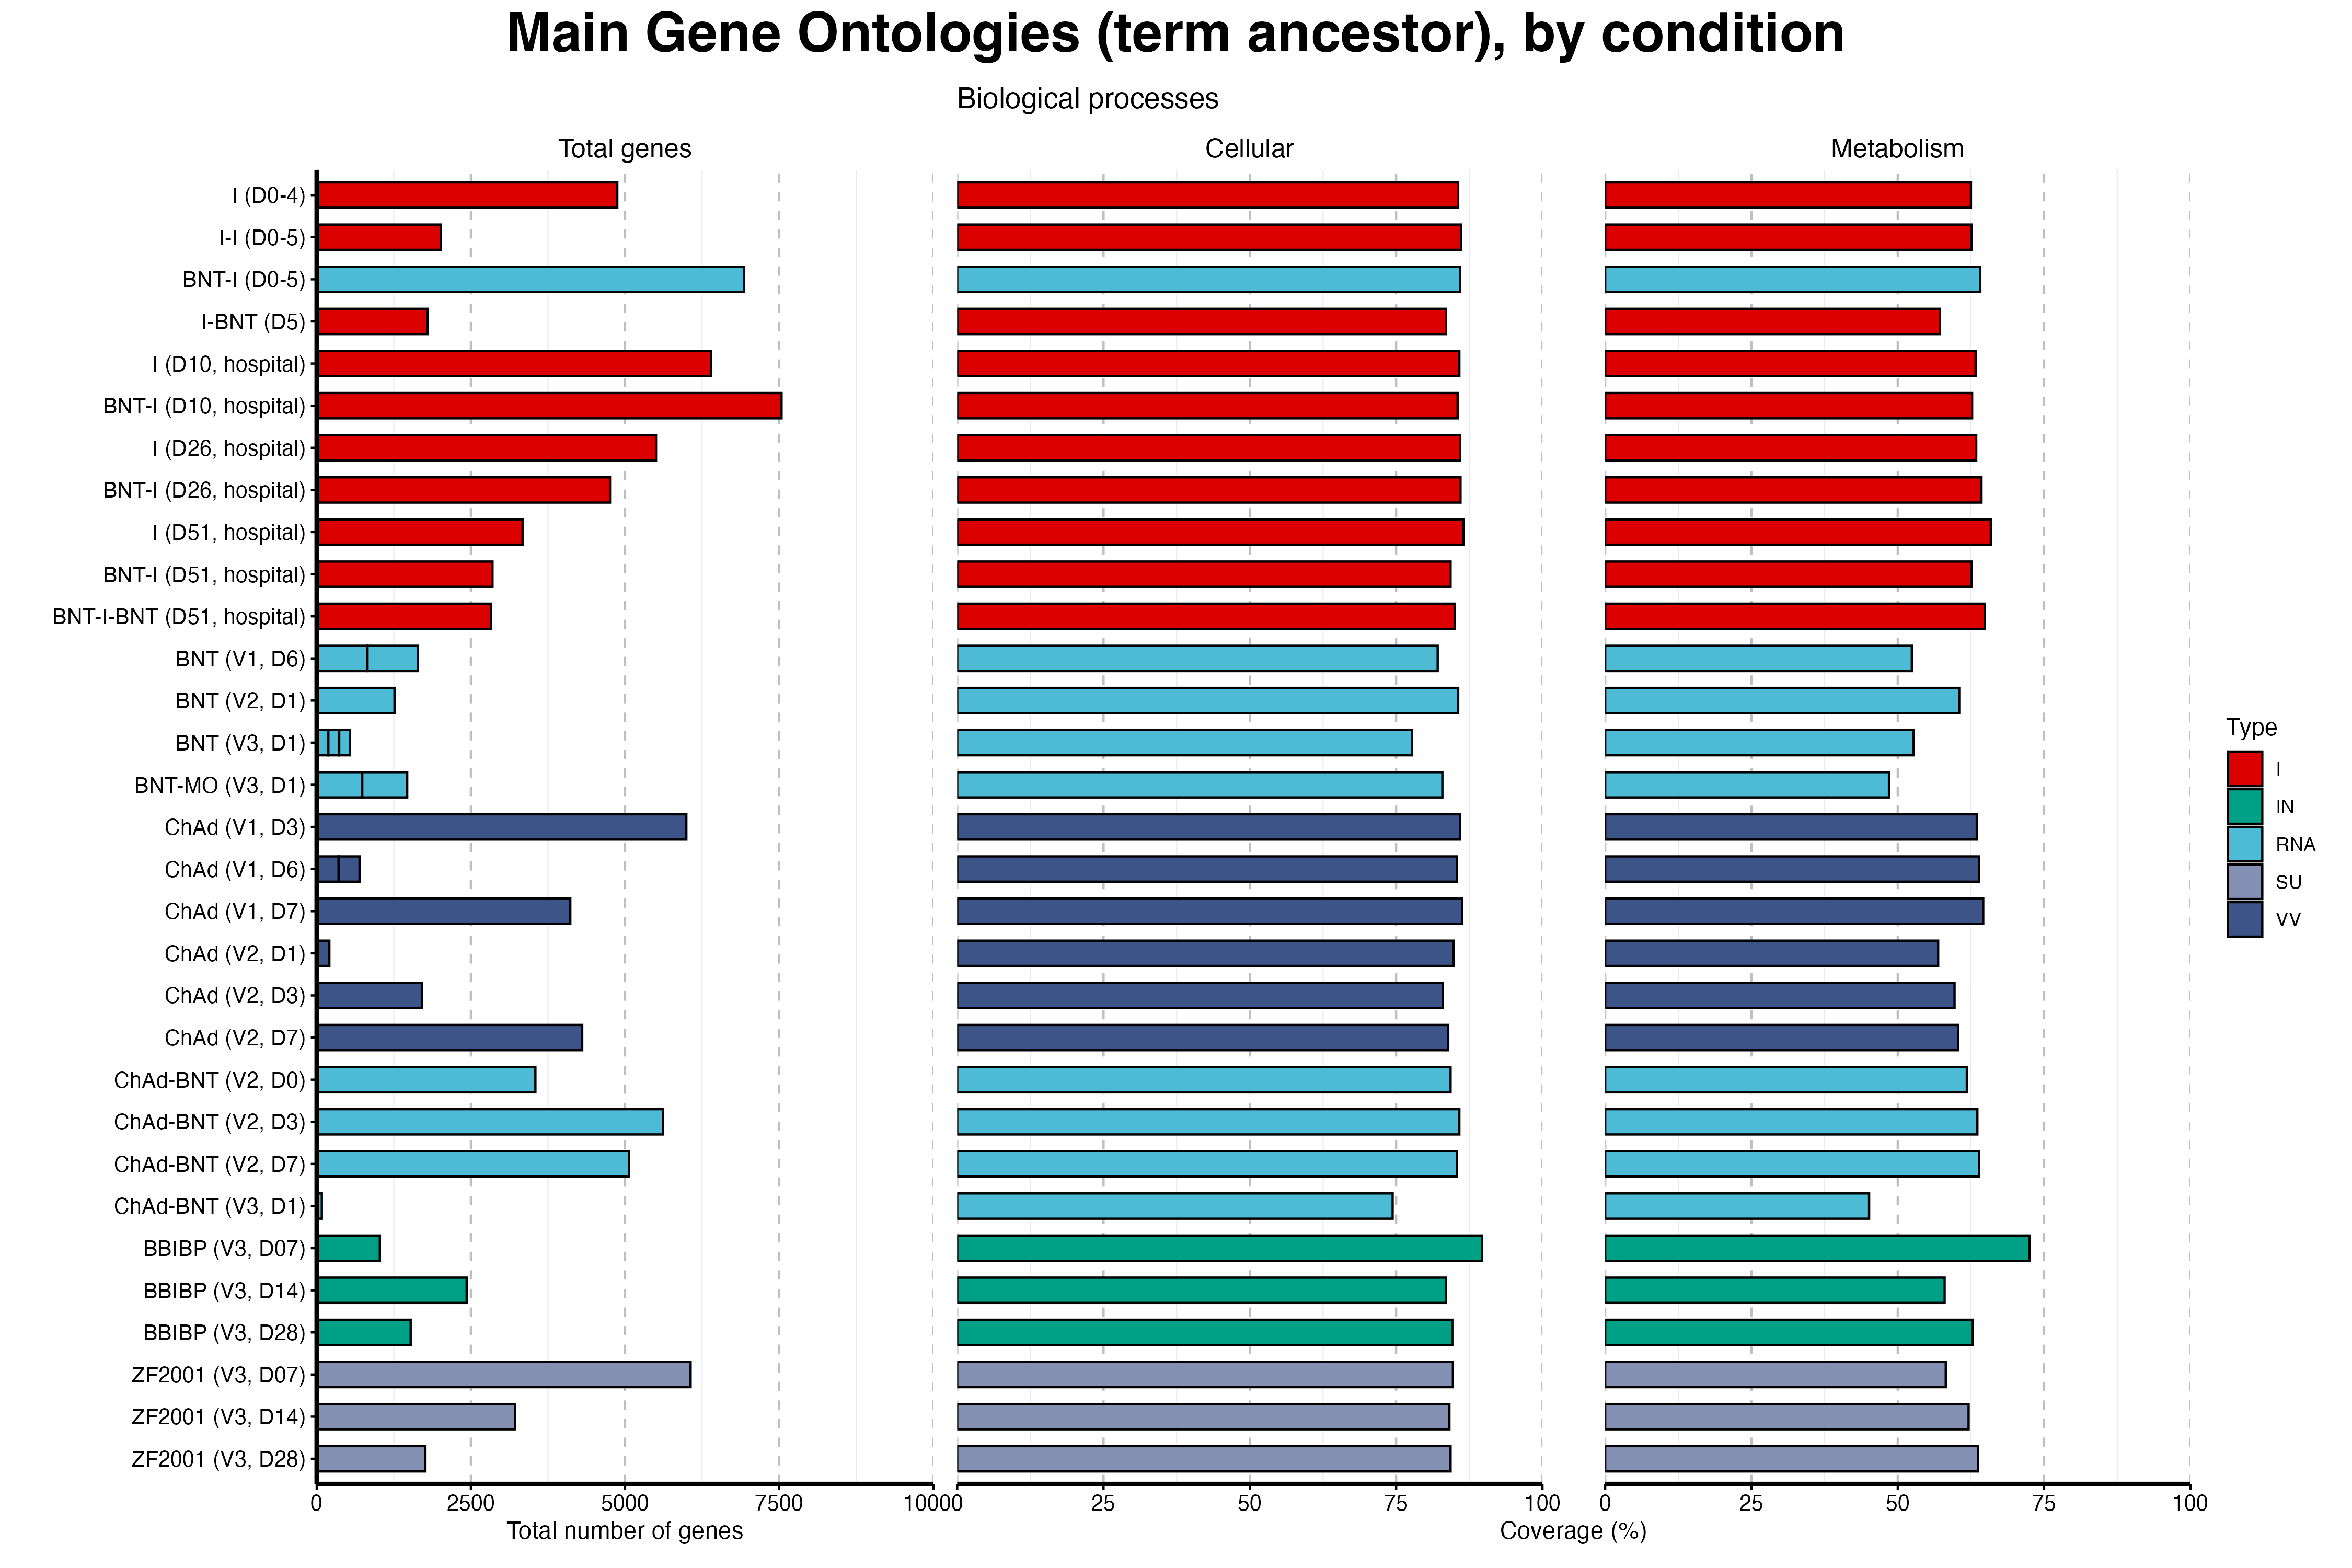 Main Gene Ontologies (term ancestor), by condition
Biological processes
Total genes
Cellular
Metabolism
I (D0-4)
I-I (D0-5)
BNT-I (D0-5)
I-BNT (D5)
I (D10, hospital)
BNT-I (D10, hospital)
I (D26, hospital)
BNT-I (D26, hospital)
I (D51, hospital)
BNT-I (D51, hospital)
BNT-I-BNT (D51, hospital)
BNT (V1, D6)
BNT (V2, D1)
BNT (V3, D1)
BNT-MO (V3, D1)
ChAd (V1, D3)
ChAd (V1, D6)
ChAd (V1, D7)
ChAd (V2, D1)
ChAd (V2, D3)
ChAd (V2, D7)
ChAd-BNT (V2, D0)
ChAd-BNT (V2, D3)
ChAd-BNT (V2, D7)
ChAd-BNT (V3, D1)
BBIBP (V3, D07)
BBIBP (V3, D14)
BBIBP (V3, D28)
ZF2001 (V3, D07)
ZF2001 (V3, D14)
ZF2001 (V3, D28)
0 2500 5000 7500 10000
0 25 50 75 100
0 25 50 75 100
Total number of genes
Coverage (%)
Type
I
IN
RNA
SU
VV